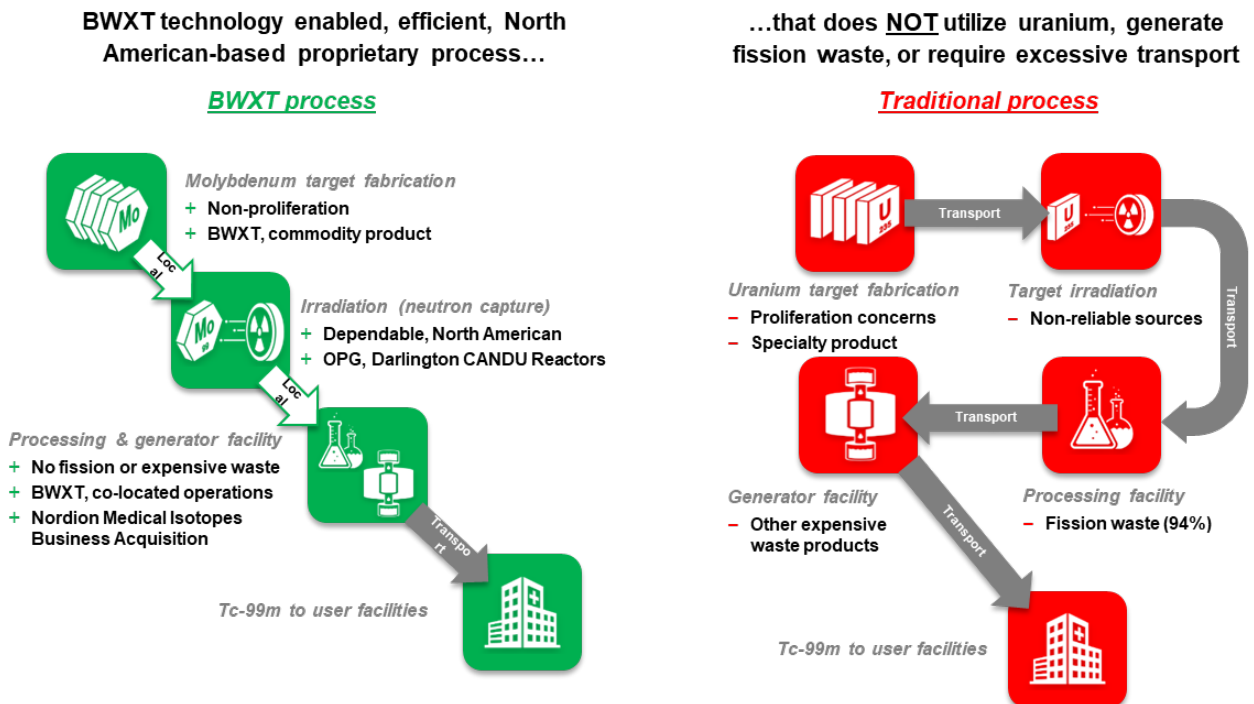 BWXT technology enabled, efficient, North
American-based proprietary process…
BWXT process
Molybdenum target fabrication
+ Non-proliferation
+ BWXT, commodity product
Mo
Loc
al
Irradiation (neutron capture)
+ Dependable, North American
+ OPG, Darlington CANDU Reactors
Mo
99
Loc
al
Processing & generator facility
+ No fission or expensive waste
+ BWXT, co-located operations
+ Nordion Medical Isotopes
Business Acquisition
Transpo
rt
Tc-99m to user facilities
…that does NOT utilize uranium, generate
fission waste, or require excessive transport
Traditional process
U
235
Transport
U
235
Uranium target fabrication
– Proliferation concerns
– Specialty product
Target irradiation
– Non-reliable sources
Transport
Transport
Generator facility
– Other expensive
waste products
Processing facility
– Fission waste (94%)
Transport
Tc-99m to user facilities